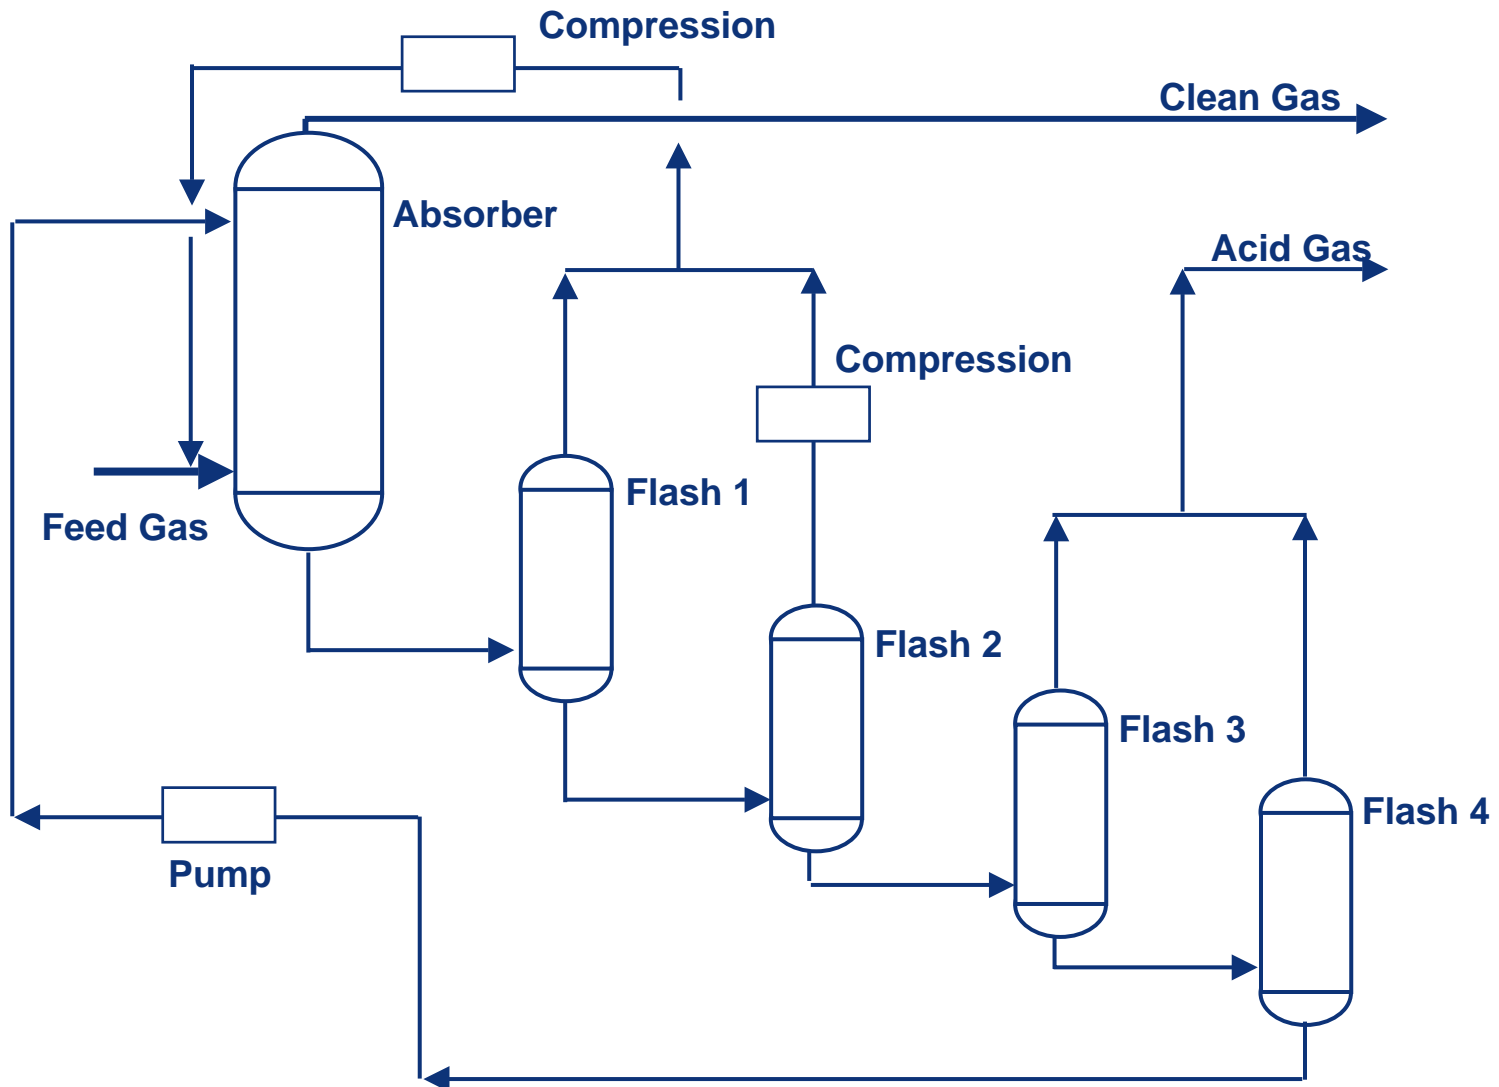 Compression
Clean Gas
Absorber
Acid Gas
Compression
Flash 1
Feed Gas
Flash 2
Flash 3
Flash 4
Pump